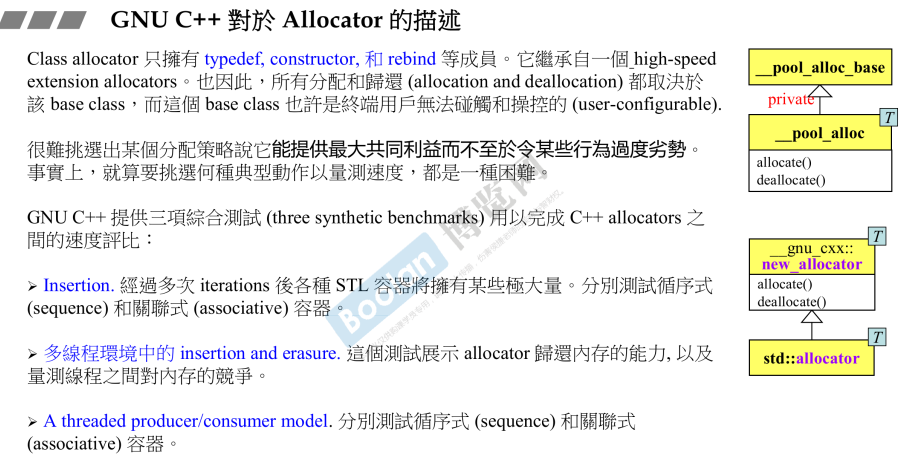 GNU C++ 對於 Allocator 的描述
Class allocator 只擁有 typedef, constructor, 和 rebind 等成員。它繼承自一個 high-speed
extension allocators。也因此，所有分配和歸還 (allocation and deallocation) 都取決於
該 base class，而這個 base class 也許是終端用戶無法碰觸和操控的 (user-configurable).
很難挑選出某個分配策略說它能提供最大共同利益而不至於令某些行為過度劣勢。
事實上，就算要挑選何種典型動作以量測速度，都是一種困難。
GNU C++ 提供三項綜合測試 (three synthetic benchmarks) 用以完成 C++ allocators 之
間的速度評比：
➢ Insertion. 經過多次 iterations 後各種 STL 容器將擁有某些極大量。分別測試循序式
(sequence) 和關聯式 (associative) 容器。
➢ 多線程環境中的 insertion and erasure. 這個測試展示 allocator 歸還內存的能力, 以及
量測線程之間對內存的競爭。
➢ A threaded producer/consumer model. 分別測試循序式 (sequence) 和關聯式
(associative) 容器。
__pool_alloc_base
private
T
__pool_alloc
allocate()
deallocate()
T
__gnu_cxx::
new_allocator
allocate()
deallocate()
T
std::allocator
Boolan
博览网